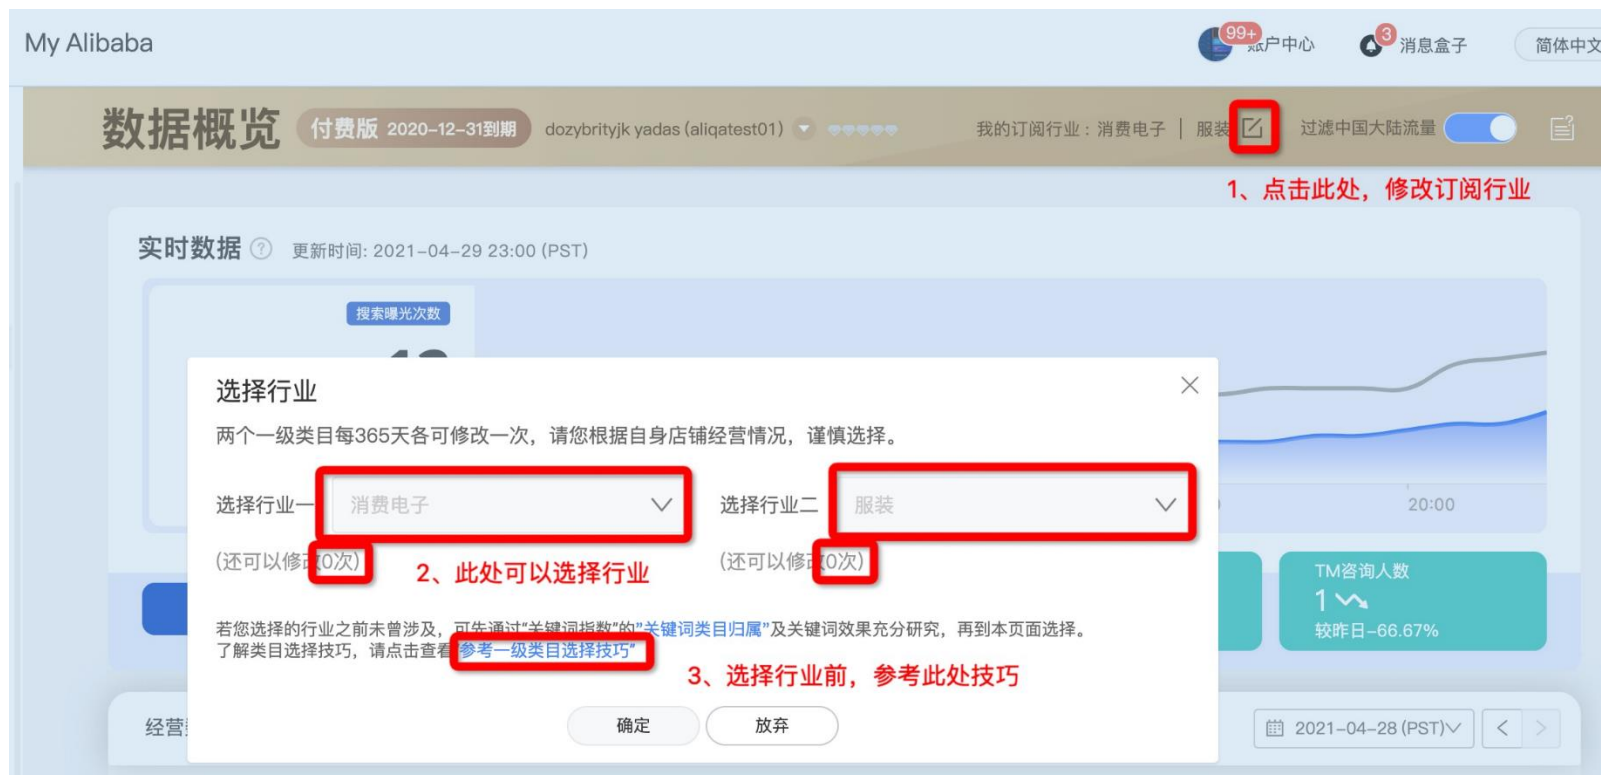 My Alibaba
99+
账户中心
3
消息盒子
简体中文
数据概览
付费版 2020-12-31到期
dozybrityjk yadas (aliqatest01)
我的订阅行业：消费电子 | 服装
过滤中国大陆流量
1、点击此处，修改订阅行业
实时数据
更新时间: 2021-04-29 23:00 (PST)
搜索曝光次数
选择行业
两个一级类目每365天各可修改一次，请您根据自身店铺经营情况，谨慎选择。
选择行业一
消费电子
选择行业二
服装
20:00
(还可以修改0次)
(还可以修改0次)
2、此处可以选择行业
TM咨询人数
1
较昨日-66.67%
若您选择的行业之前未曾涉及，可先通过"关键词指数"的"关键词类目归属"及关键词效果充分研究，再到本页面选择。
了解类目选择技巧，请点击查看"参考一级类目选择技巧"
3、选择行业前，参考此处技巧
确定
放弃
经营
2021-04-28 (PST)